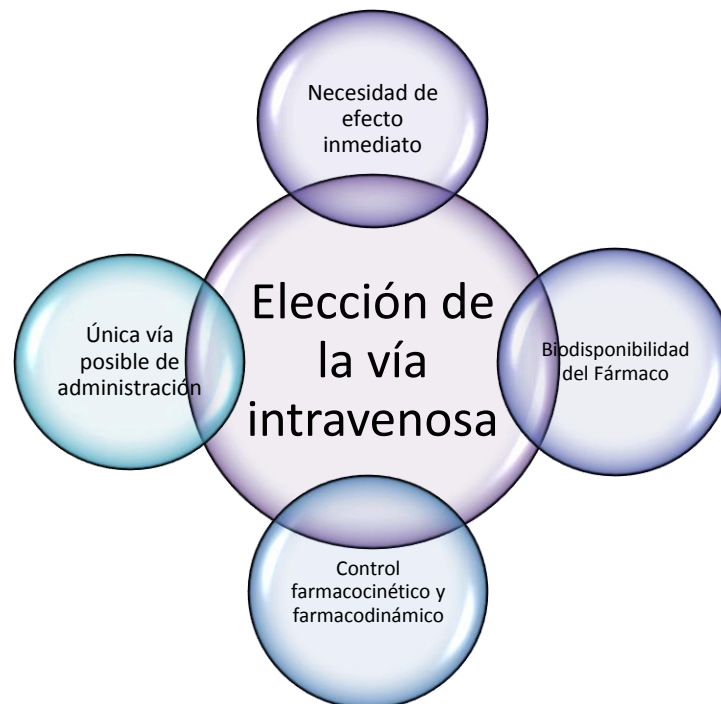 Necesidad de
efecto
inmediato
Elección de
la vía
intravenosa
Única vía
posible de
administración
Biodisponibilidad
del Fármaco
Control
farmacocinético y
farmacodinámico